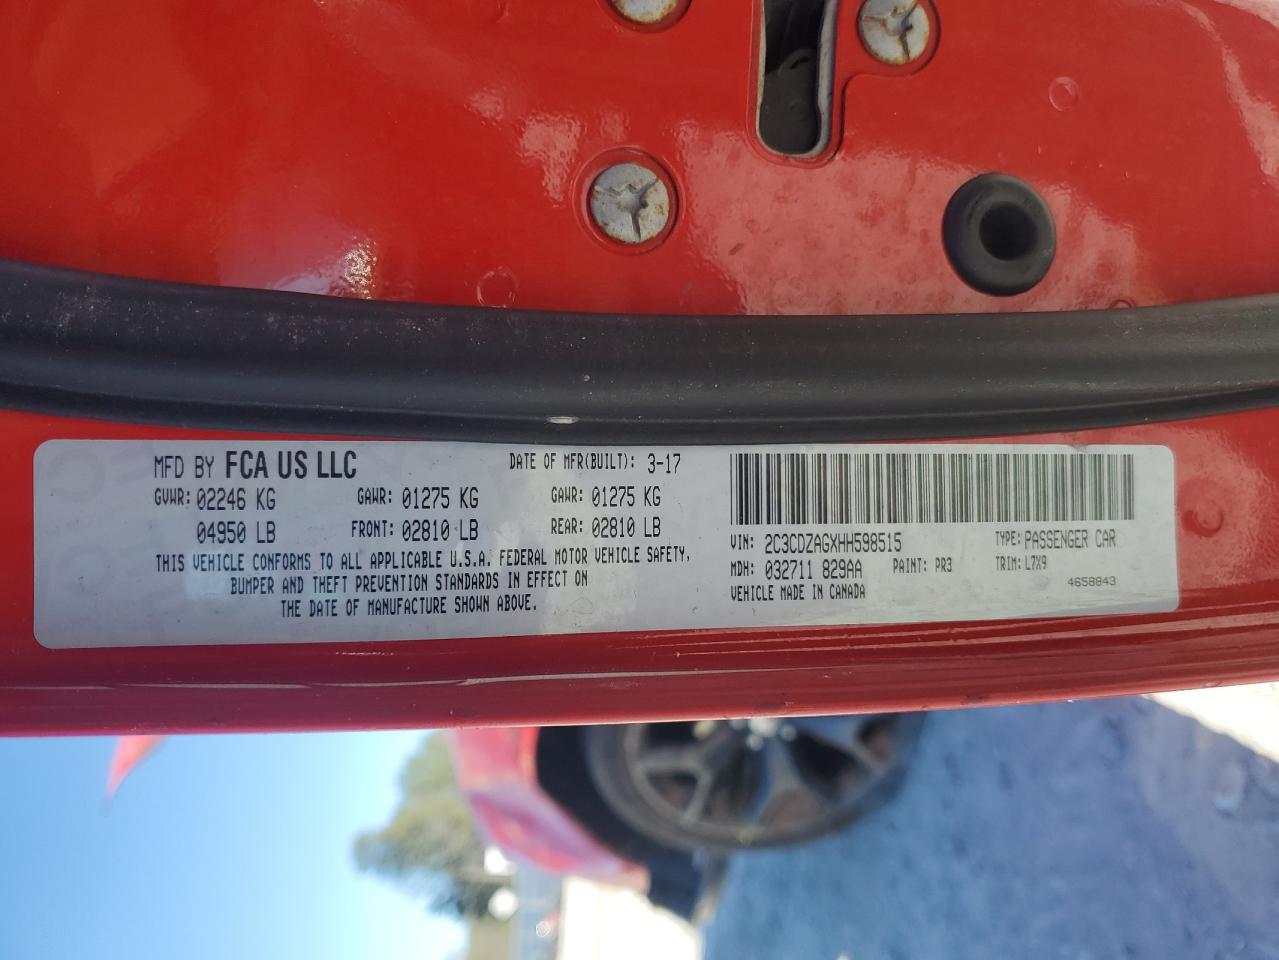 MFD BY FCA US LLC DATE OF MFR(BUILT): 3-17
GVWR: 02246 KG GAWR: 01275 KG GAWR: 01275 KG
04950 LB FRONT: 02810 LB REAR: 02810 LB
THIS VEHICLE CONFORMS TO ALL APPLICABLE U.S.A. FEDERAL MOTOR VEHICLE SAFETY,
BUMPER AND THEFT PREVENTION STANDARDS IN EFFECT ON
THE DATE OF MANUFACTURE SHOWN ABOVE.
VIN: 2C3CDZAGXHH598515 TYPE: PASSENGER CAR
MDH: 032711 829AA PAINT: PR3 TRIM: L7X9
VEHICLE MADE IN CANADA 4658843